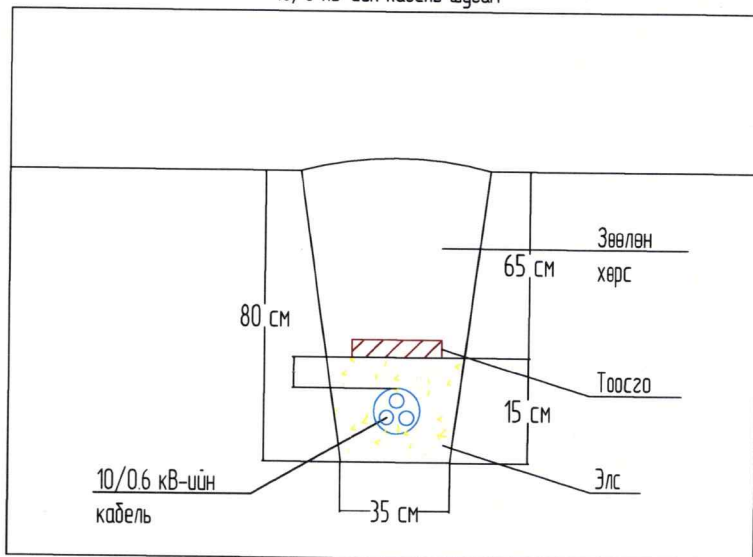 Зөөлөн
хөрс
65 см
80 см
Тоосго
15 см
10/0.6 кВ-ийн
кабель
Элс
35 см